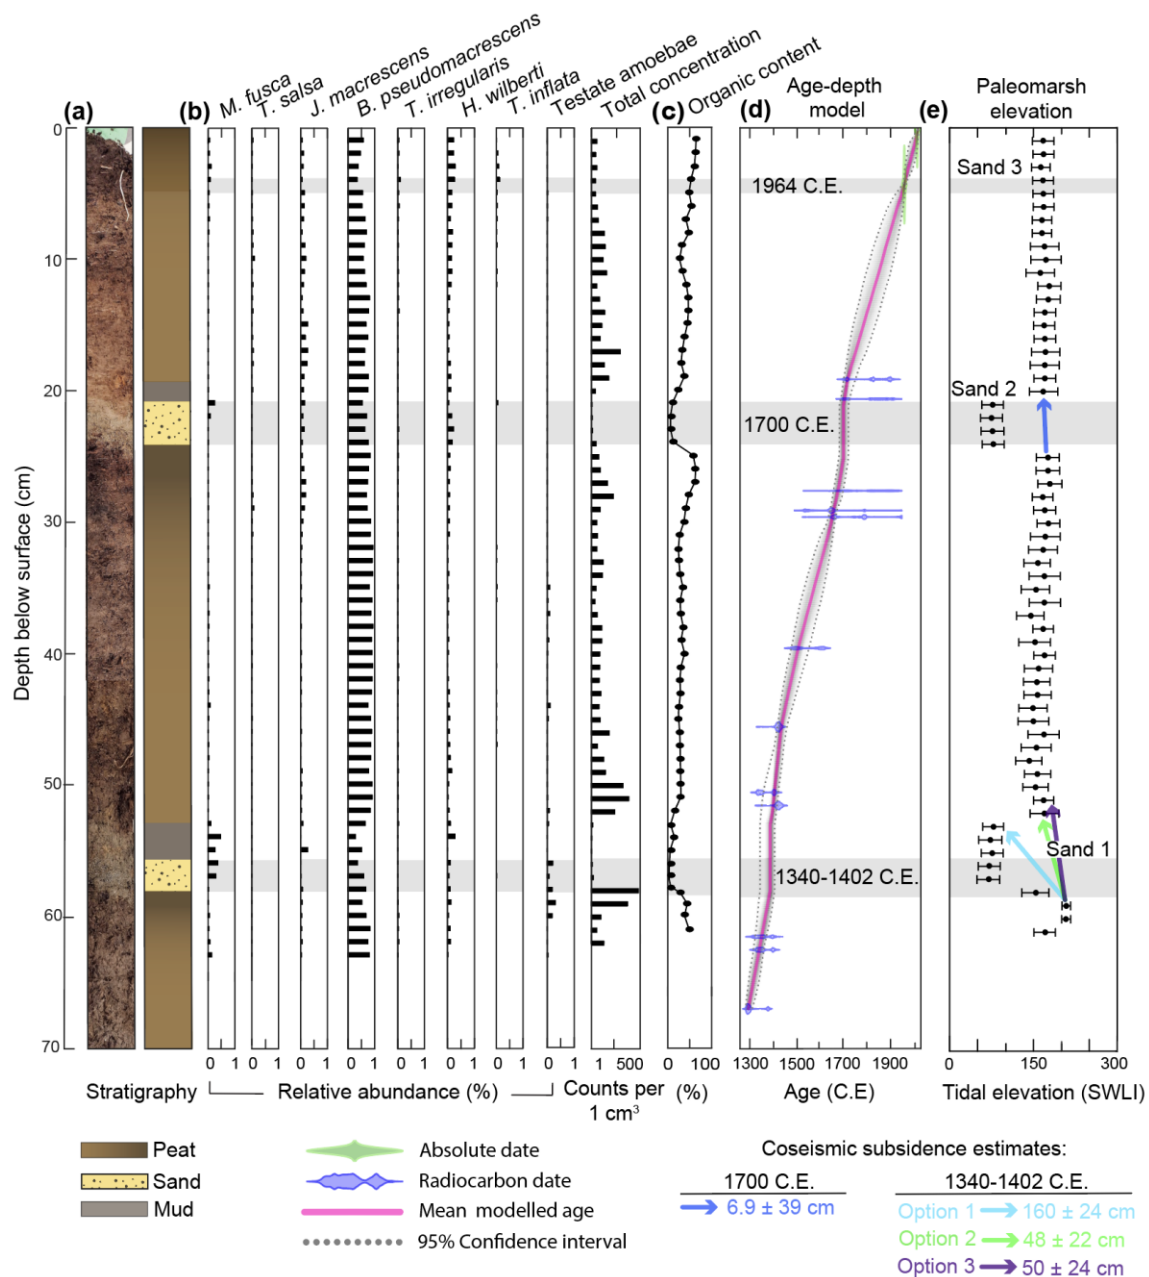 (a)
(b)
M. fusca
T. salsa
J. macrescens
B. pseudomacrescens
T. irregularis
H. wilberti
T. inflata
Testate amoebae
Total concentration
(c)
Organic content
(d)
Age-depth
model
(e)
Paleomarsh
elevation
0
10
20
30
40
50
60
70
Depth below surface (cm)
Sand 3
1964 C.E.
Sand 2
1700 C.E.
Sand 1
1340-1402 C.E.
0 1 0 1 0 1 0 1 0 1 0 1 0 1 0 1 1 500 0 100 1300 1500 1700 1900 0 150 300
Stratigraphy
Relative abundance (%)
Counts per
1 cm³
(%)
Age (C.E)
Tidal elevation (SWLI)
Peat
Sand
Mud
Absolute date
Radiocarbon date
Mean modelled age
95% Confidence interval
Coseismic subsidence estimates:
1700 C.E.
6.9 ± 39 cm
1340-1402 C.E.
Option 1 160 ± 24 cm
Option 2 48 ± 22 cm
Option 3 50 ± 24 cm